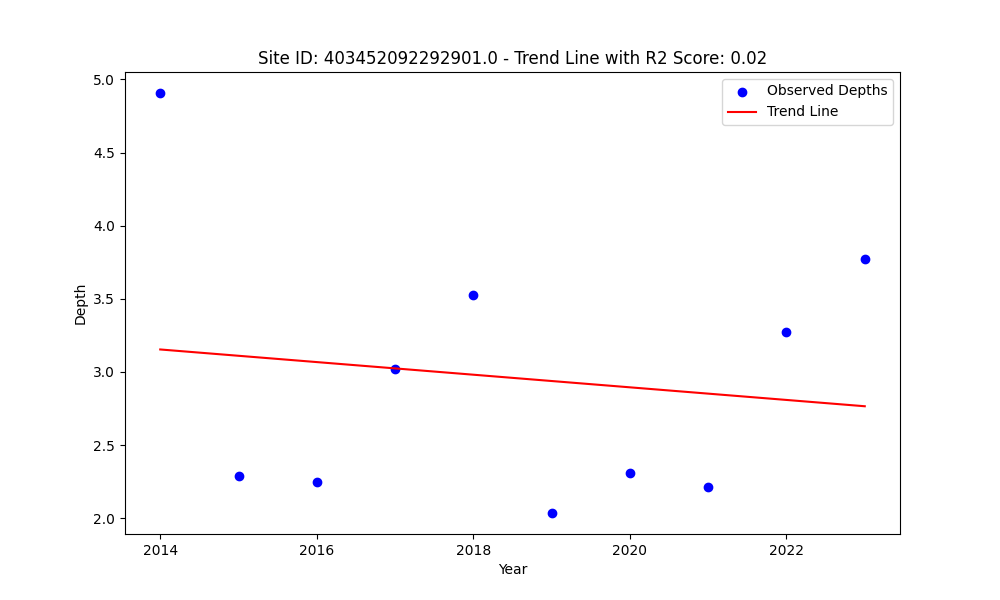 Site ID: 403452092292901.0 - Trend Line with R2 Score: 0.02
Observed Depths
Trend Line
5.0
4.5
4.0
3.5
3.0
2.5
2.0
Depth
2014
2016
2018
2020
2022
Year